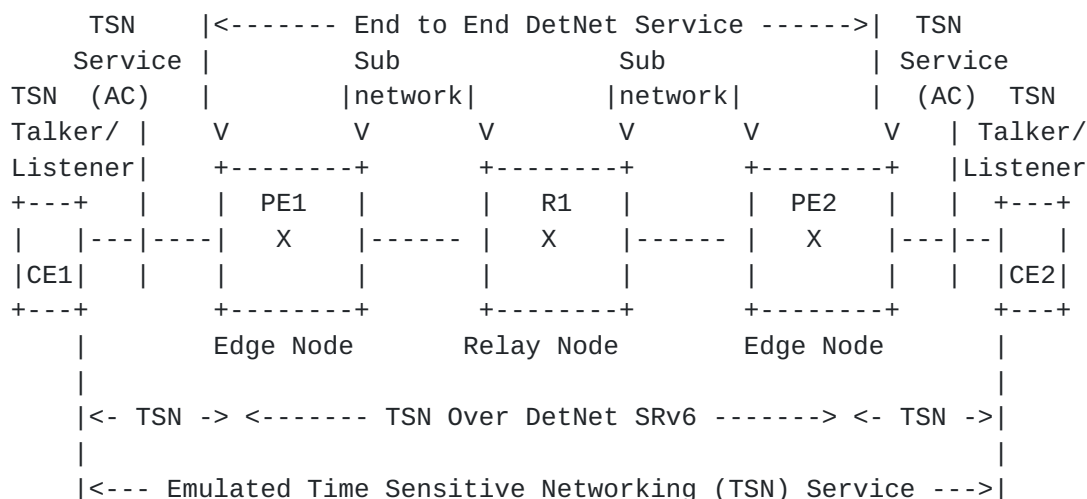 TSN    |<------- End to End DetNet Service ------>|  TSN
    Service |         Sub              Sub             | Service
TSN  (AC)   |        |network|        |network|        |  (AC)  TSN
Talker/ |    V        V       V        V       V        V   | Talker/
Listener|    +--------+       +--------+       +--------+   |Listener
+---+   |    |  PE1   |       |   R1   |       |  PE2   |   |  +---+
|   |---|----|   X    |------ |   X    |------ |   X    |---|--|   |
|CE1|   |    |        |       |        |       |        |   |  |CE2|
+---+        +--------+       +--------+       +--------+      +---+
    |        Edge Node       Relay Node        Edge Node       |
    |                                                          |
    |<- TSN -> <------- TSN Over DetNet SRv6 -------> <- TSN ->|
    |                                                          |
    |<--- Emulated Time Sensitive Networking (TSN) Service --->|